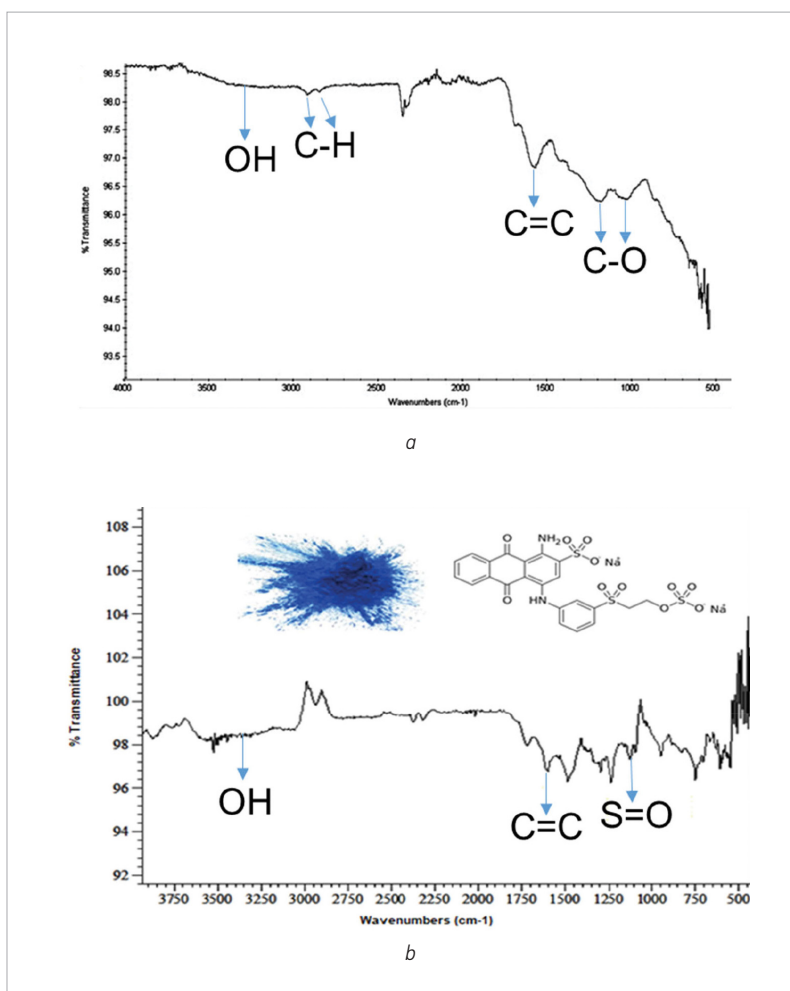 98.5
98.0
97.5
97.0
96.5
96.0
95.5
95.0
94.5
94.0
93.5
%Transmittance
OH
C-H
C=C
C-O
4000 3500 3000 2500 2000 1500 1000 500
Wavenumbers (cm-1)
a
108
106
104
102
100
98
96
94
92
% Transmittance
O NH2 O O
S
O- Na+
O HN
O O
S
O
O O
S
O- Na+
OH
C=C
S=O
3750 3500 3250 3000 2750 2500 2250 2000 1750 1500 1250 1000 750 500
Wavenumbers (cm-1)
b